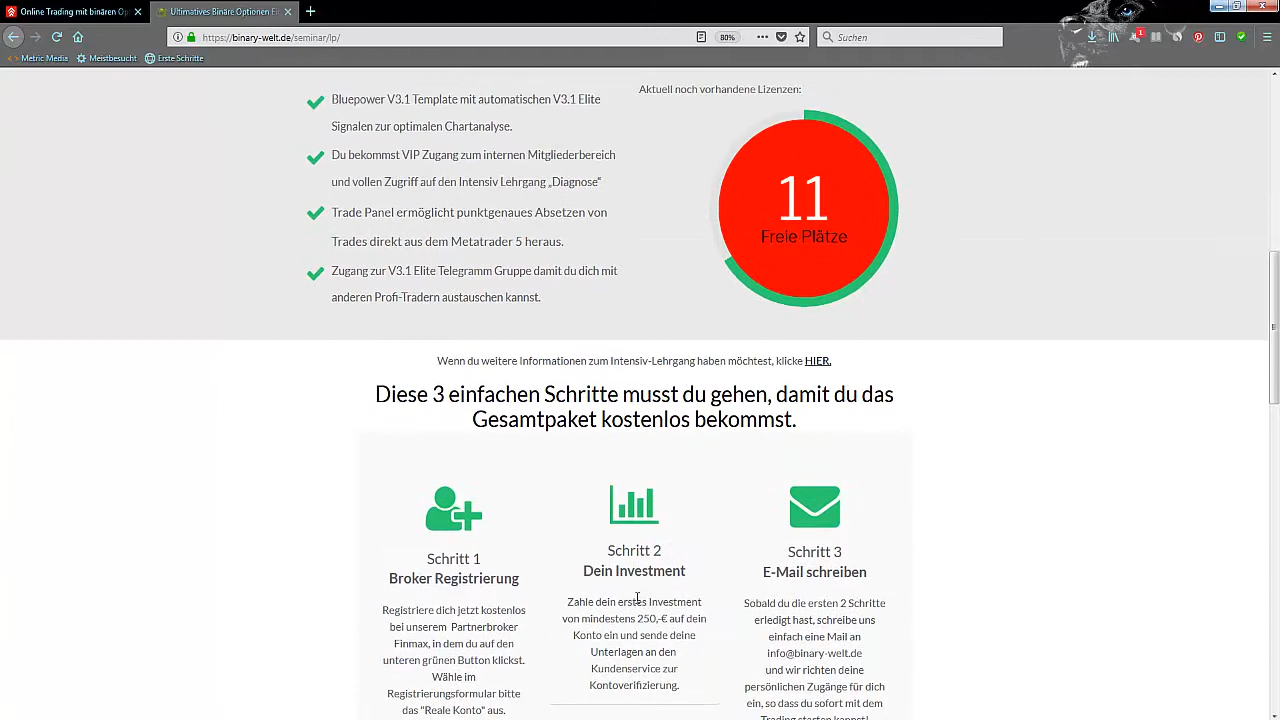 Online Trading mit binären Op
Ultimatives Binäre Optionen Ei
https://binary-welt.de/seminar/lp/
80%
Suchen
1
Metric Media
Meistbesucht
Erste Schritte
Bluepower V3.1 Template mit automatischen V3.1 Elite
Signalen zur optimalen Chartanalyse.
Du bekommst VIP Zugang zum internen Mitgliederbereich
und vollen Zugriff auf den Intensiv Lehrgang „Diagnose“
Trade Panel ermöglicht punktgenaues Absetzen von
Trades direkt aus dem Metatrader 5 heraus.
Zugang zur V3.1 Elite Telegramm Gruppe damit du dich mit
anderen Profi-Tradern austauschen kannst.
Aktuell noch vorhandene Lizenzen:
11
Freie Plätze
Wenn du weitere Informationen zum Intensiv-Lehrgang haben möchtest, klicke HIER.
Diese 3 einfachen Schritte musst du gehen, damit du das
Gesamtpaket kostenlos bekommst.
Schritt 1
Broker Registrierung
Registriere dich jetzt kostenlos
bei unserem Partnerbroker
Finmax, in dem du auf den
unteren grünen Button klickst.
Wähle im
Registrierungsformular bitte
das "Reale Konto" aus.
Schritt 2
Dein Investment
Zahle dein erstes Investment
von mindestens 250,-€ auf dein
Konto ein und sende deine
Unterlagen an den
Kundenservice zur
Kontoverifizierung.
Schritt 3
E-Mail schreiben
Sobald du die ersten 2 Schritte
erledigt hast, schreibe uns
einfach eine Mail an
info@binary-welt.de
und wir richten deine
persönlichen Zugänge für dich
ein, so dass du sofort mit dem
Trading starten kannst!